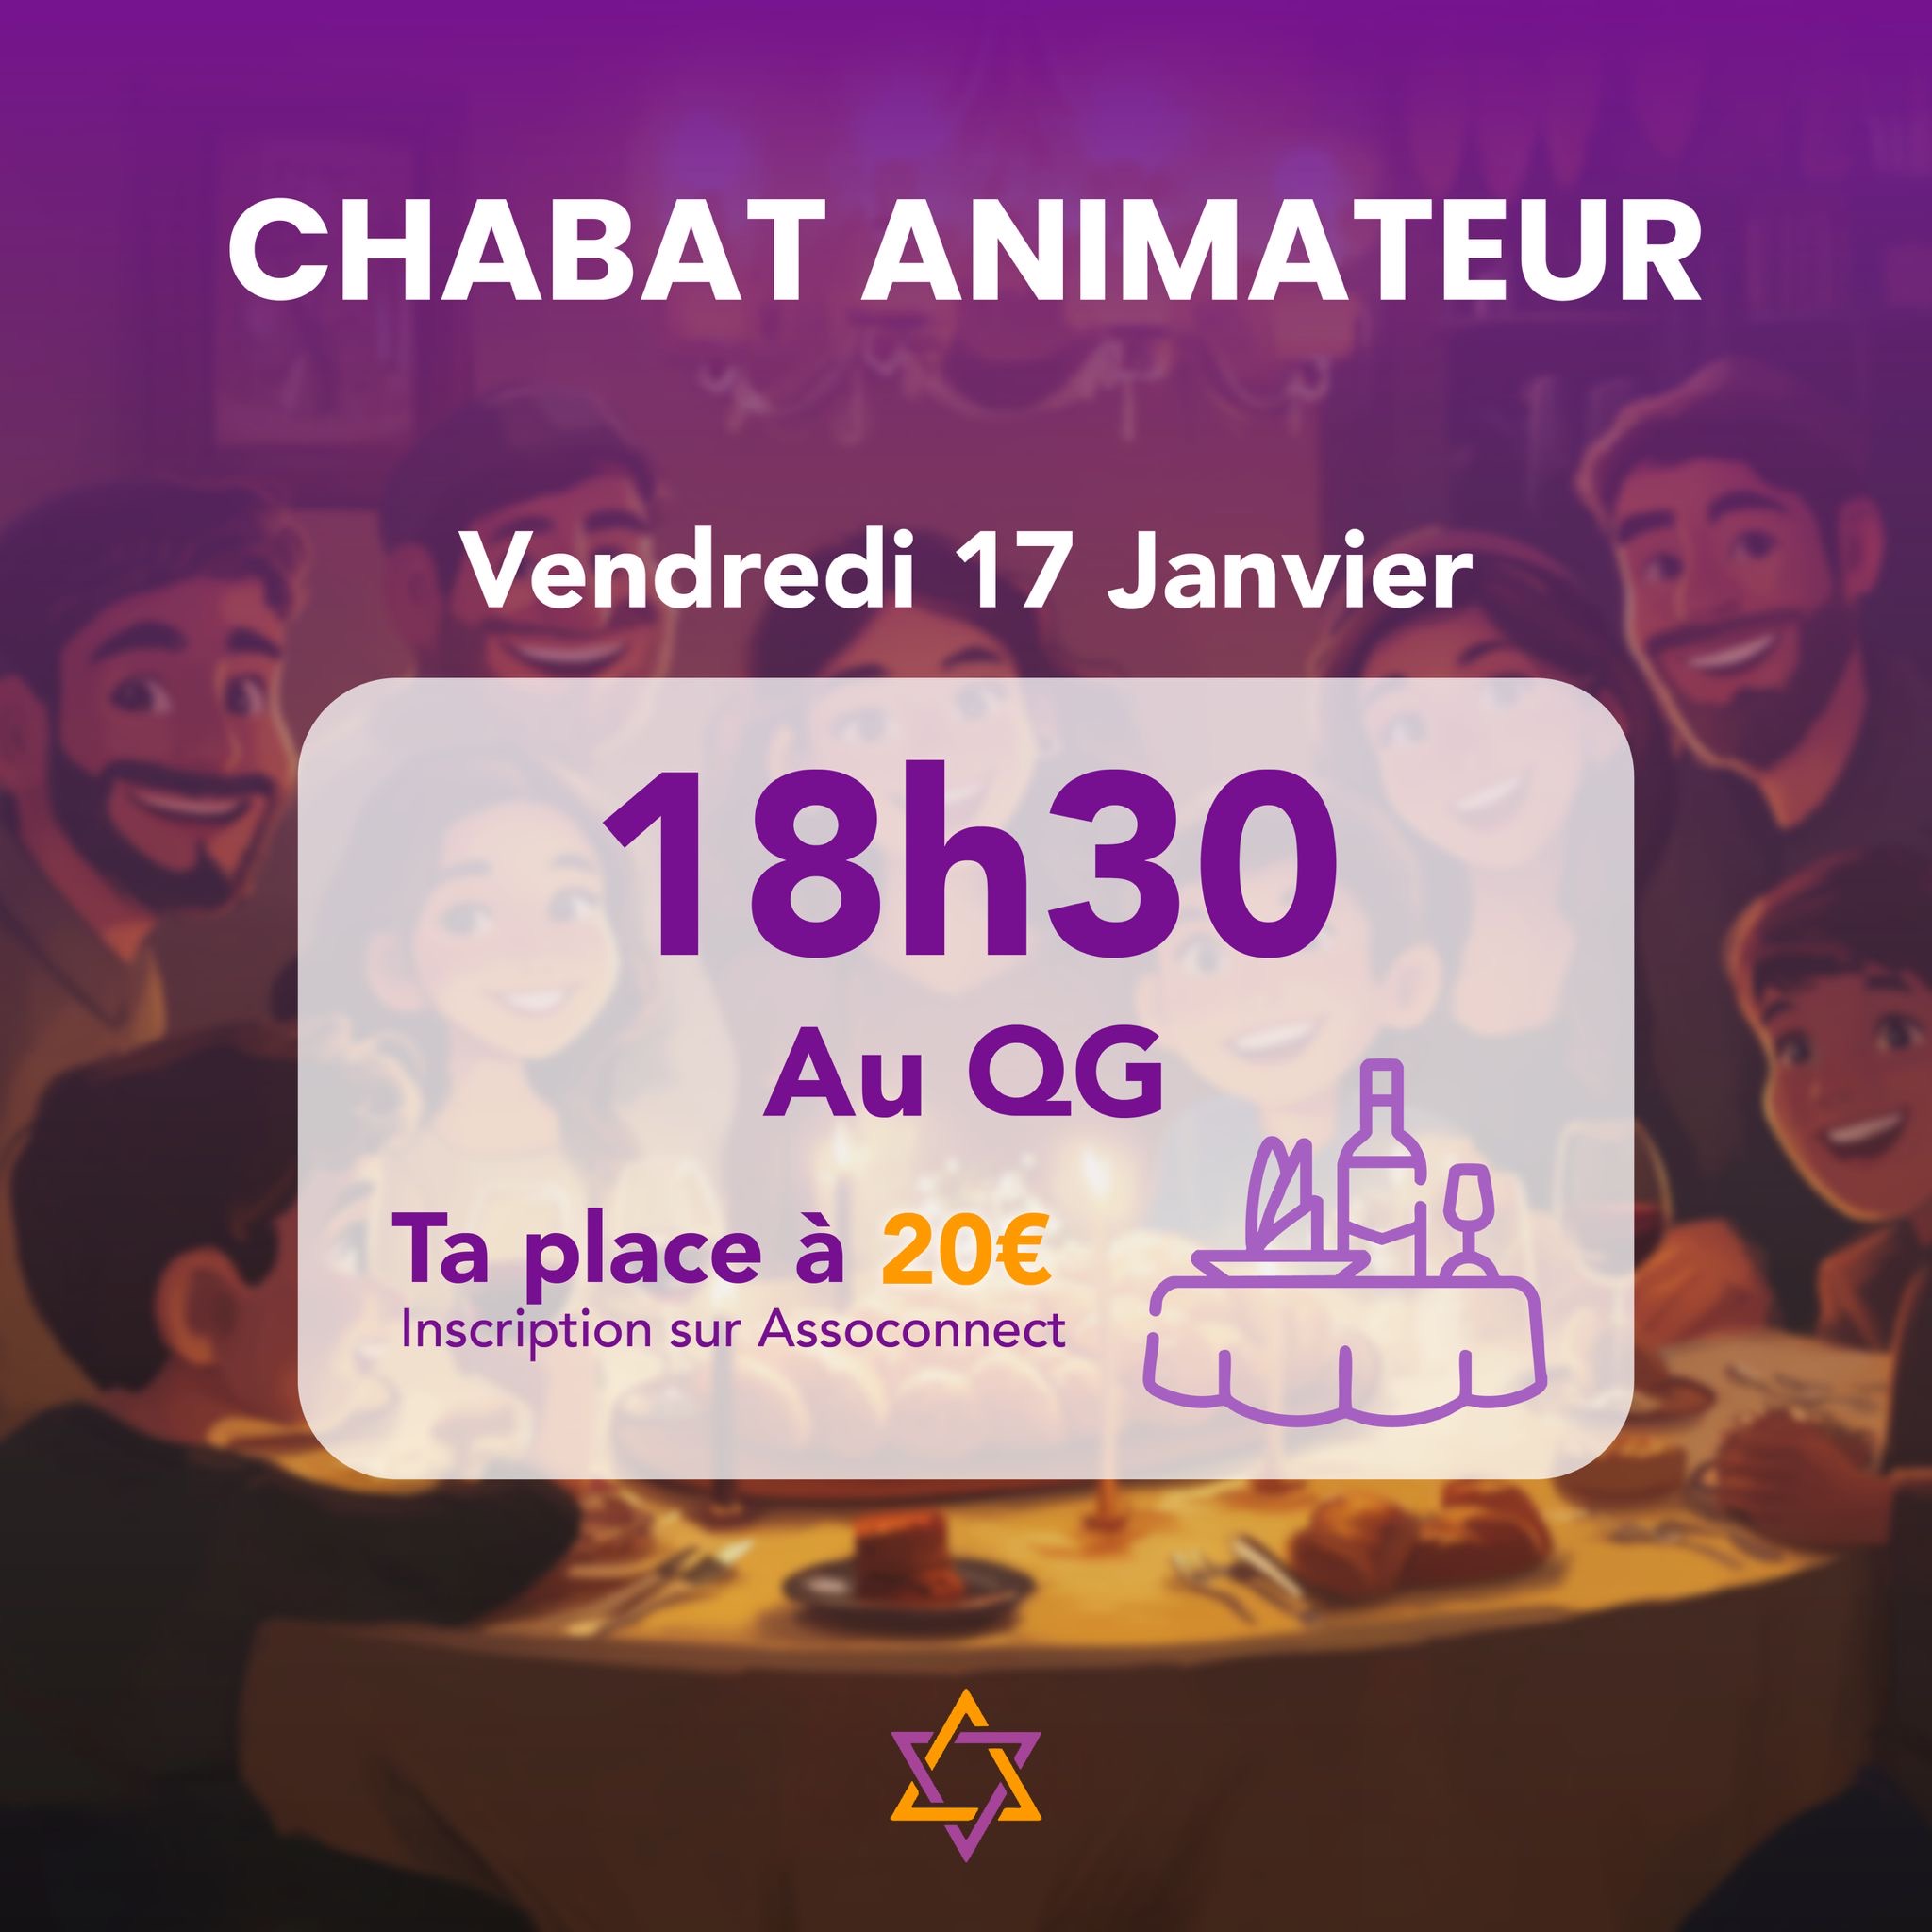 CHABAT ANIMATEUR
Vendredi 17 Janvier
18h30
Au QG
Ta place à 20€
Inscription sur Assoconnect